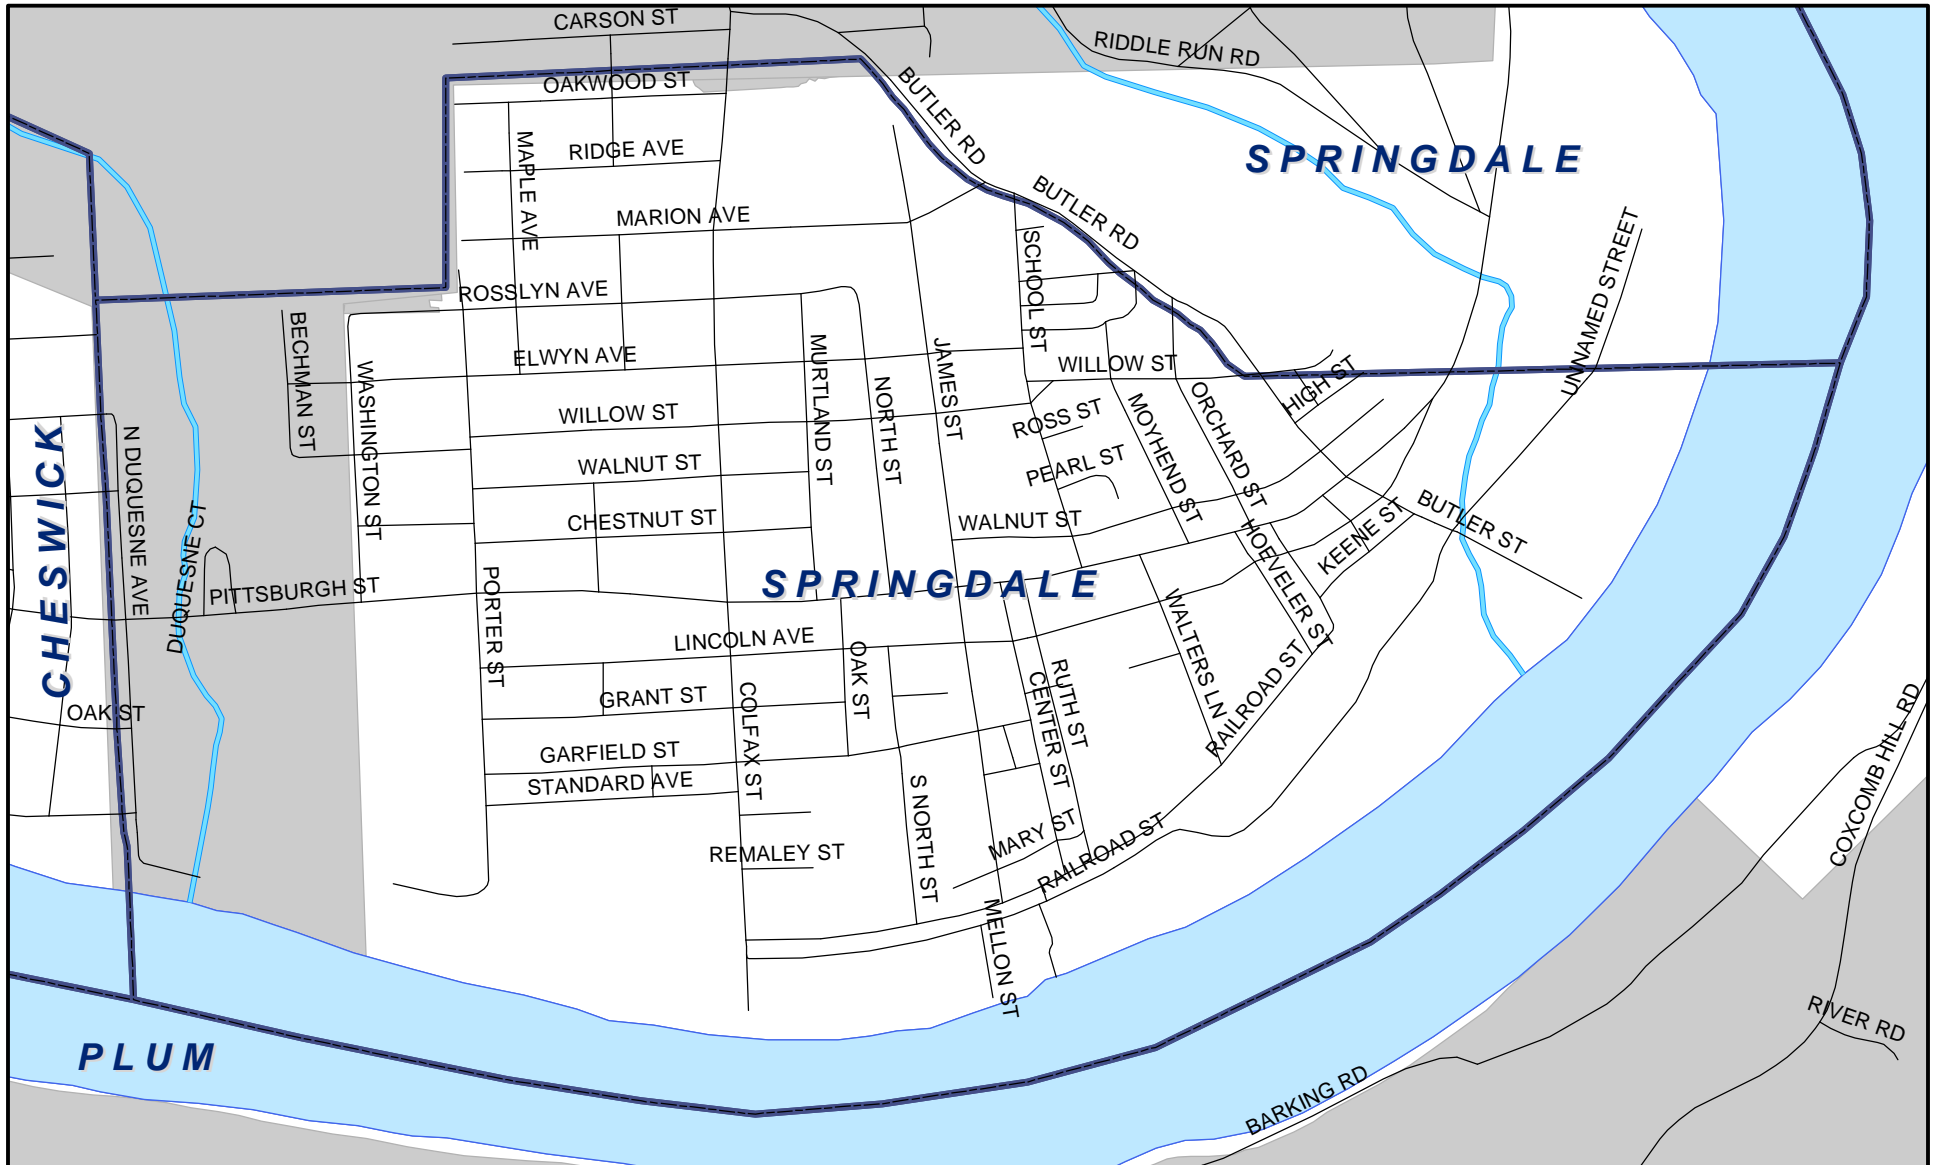 CARSON ST
RIDDLE RUN RD
OAKWOOD ST
BUTLER RD
MAPLE AVE
RIDGE AVE
SPRINGDALE
MARION AVE
BUTLER RD
SCHOOL ST
UNNAMED STREET
ROSSLYN AVE
BECHMAN ST
ELWYN AVE
MURTLAND ST
JAMES ST
WILLOW ST
WASHINGTON ST
NORTH ST
HIGH ST
ORCHARD ST
MOYHEND ST
WILLOW ST
ROSS ST
CHESWICK
N DUQUESNE AVE
WALNUT ST
PEARL ST
DUQUESNE CT
CHESTNUT ST
WALNUT ST
BUTLER ST
KEENE ST
HOEVELER ST
PITTSBURGH ST
PORTER ST
SPRINGDALE
WALTERS LN
LINCOLN AVE
OAK ST
RUTH ST
CENTER ST
RAILROAD ST
GRANT ST
COLFAX ST
OAK ST
COXCOMB HILL RD
GARFIELD ST
STANDARD AVE
S NORTH ST
MARY ST
RAILROAD ST
REMALEY ST
MELLON ST
RIVER RD
PLUM
BARKING RD